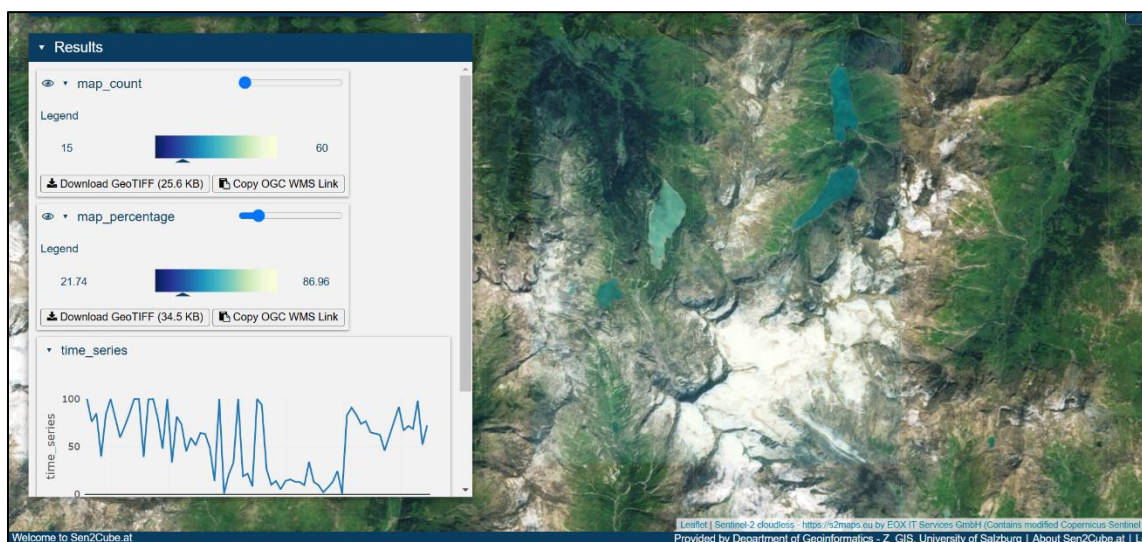 Results
map_count
Legend
15 60
Download GeoTIFF (25.6 KB) Copy OGC WMS Link
map_percentage
Legend
21.74 86.96
Download GeoTIFF (34.5 KB) Copy OGC WMS Link
time_series
100
50
0
time_series
Leaflet | Sentinel-2 cloudless - https://s2maps.eu by EOX IT Services GmbH (Contains modified Copernicus Sentinel
Welcome to Sen2Cube.at Provided by Department of Geoinformatics - Z_GIS, University of Salzburg | About Sen2Cube.at | L